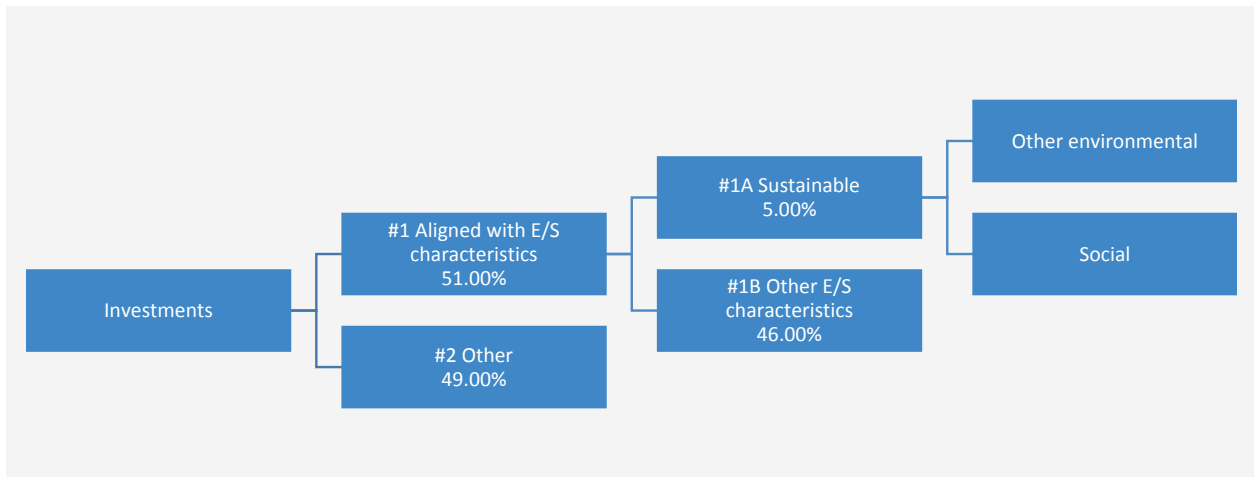 Investments
#1 Aligned with E/S
characteristics
51.00%
#2 Other
49.00%
#1A Sustainable
5.00%
#1B Other E/S
characteristics
46.00%
Other environmental
Social